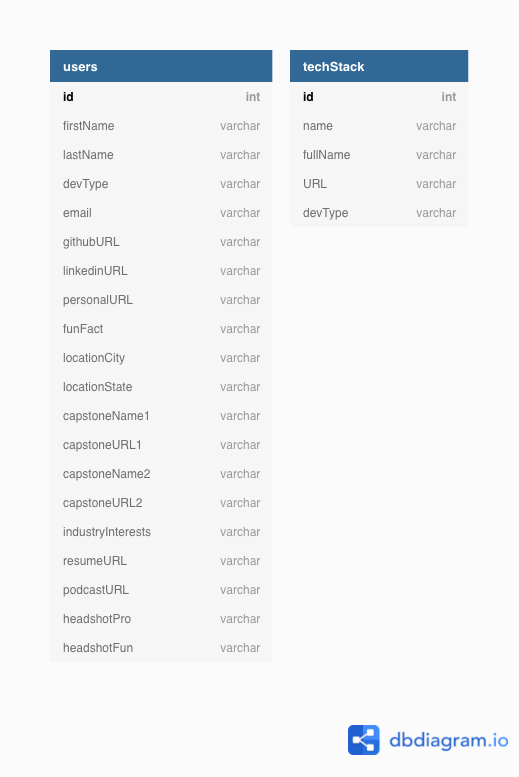 users
id int
firstName varchar
lastName varchar
devType varchar
email varchar
githubURL varchar
linkedinURL varchar
personalURL varchar
funFact varchar
locationCity varchar
locationState varchar
capstoneName1 varchar
capstoneURL1 varchar
capstoneName2 varchar
capstoneURL2 varchar
industryInterests varchar
resumeURL varchar
podcastURL varchar
headshotPro varchar
headshotFun varchar
techStack
id int
name varchar
fullName varchar
URL varchar
devType varchar
dbdiagram.io